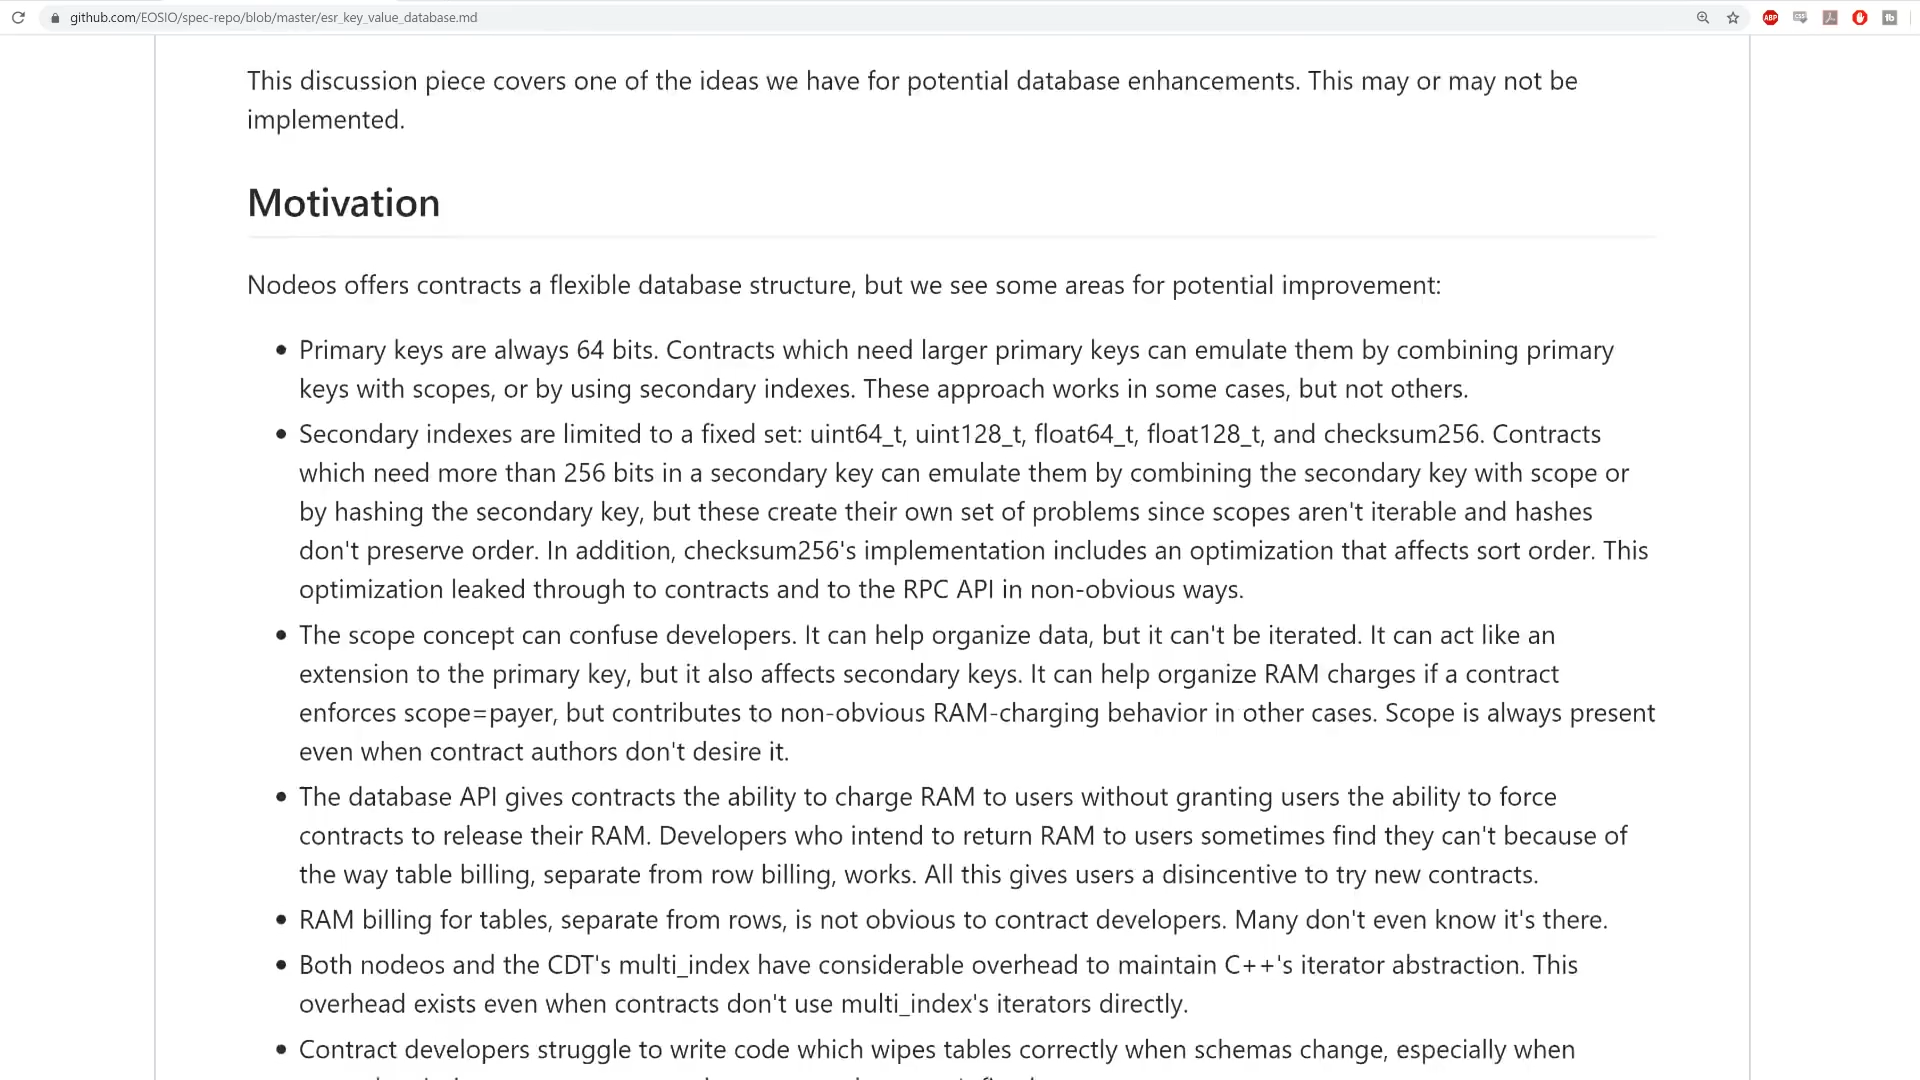 github.com/EOSIO/spec-repo/blob/master/esr_key_value_database.md
ABP
This discussion piece covers one of the ideas we have for potential database enhancements. This may or may not be
implemented.
Motivation
Nodeos offers contracts a flexible database structure, but we see some areas for potential improvement:
• Primary keys are always 64 bits. Contracts which need larger primary keys can emulate them by combining primary
keys with scopes, or by using secondary indexes. These approach works in some cases, but not others.
• Secondary indexes are limited to a fixed set: uint64_t, uint128_t, float64_t, float128_t, and checksum256. Contracts
which need more than 256 bits in a secondary key can emulate them by combining the secondary key with scope or
by hashing the secondary key, but these create their own set of problems since scopes aren't iterable and hashes
don't preserve order. In addition, checksum256's implementation includes an optimization that affects sort order. This
optimization leaked through to contracts and to the RPC API in non-obvious ways.
• The scope concept can confuse developers. It can help organize data, but it can't be iterated. It can act like an
extension to the primary key, but it also affects secondary keys. It can help organize RAM charges if a contract
enforces scope=payer, but contributes to non-obvious RAM-charging behavior in other cases. Scope is always present
even when contract authors don't desire it.
• The database API gives contracts the ability to charge RAM to users without granting users the ability to force
contracts to release their RAM. Developers who intend to return RAM to users sometimes find they can't because of
the way table billing, separate from row billing, works. All this gives users a disincentive to try new contracts.
• RAM billing for tables, separate from rows, is not obvious to contract developers. Many don't even know it's there.
• Both nodeos and the CDT's multi_index have considerable overhead to maintain C++'s iterator abstraction. This
overhead exists even when contracts don't use multi_index's iterators directly.
• Contract developers struggle to write code which wipes tables correctly when schemas change, especially when